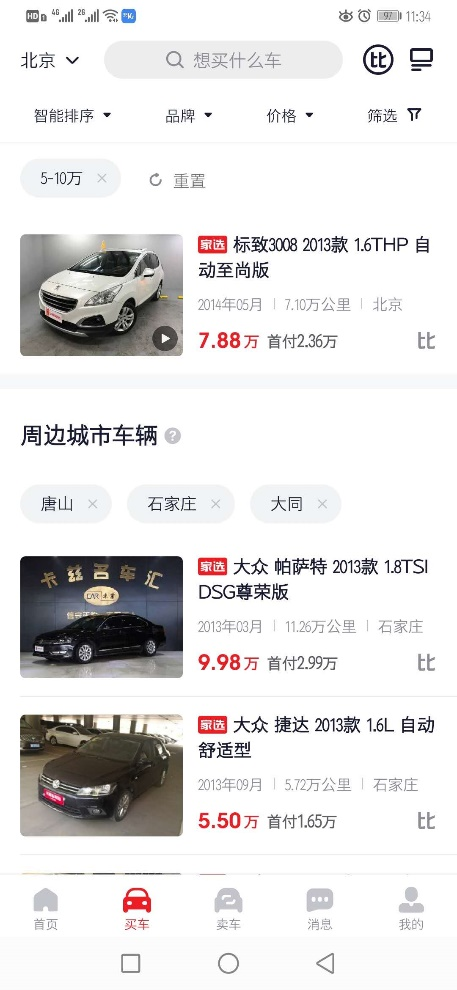 HD 4G 2G 97 11:34
北京 想买什么车 比
智能排序 品牌 价格 筛选
5-10万 × 重置
家选 标致3008 2013款 1.6THP 自
动至尚版
2014年05月 | 7.10万公里 | 北京
7.88万 首付2.36万 比
周边城市车辆 ?
唐山 × 石家庄 × 大同 ×
卡兹名车汇
CAR
家选 大众 帕萨特 2013款 1.8TSI
DSG尊荣版
2013年03月 | 11.26万公里 | 石家庄
9.98万 首付2.99万 比
家选 大众 捷达 2013款 1.6L 自动
舒适型
2013年09月 | 5.72万公里 | 石家庄
5.50万 首付1.65万 比
首页 买车 卖车 消息 我的